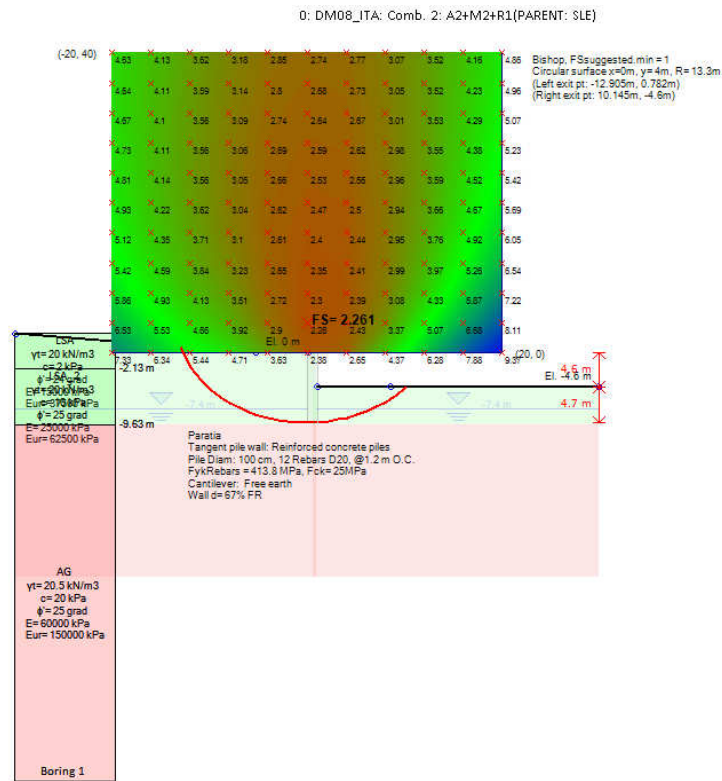 0: DM08_ITA: Comb. 2: A2+M2+R1(PARENT: SLE)
(-20, 40)
Bishop, FSsuggested.min = 1
Circular surface x=0m, y= 4m, R= 13.3m
(Left exit pt: -12.905m, 0.782m)
(Right exit pt: 10.145m, -4.6m)
4.63 4.13 3.62 3.18 2.85 2.74 2.77 3.07 3.52 4.16 4.86
4.64 4.11 3.59 3.14 2.8 2.68 2.73 3.05 3.52 4.23 4.96
4.67 4.1 3.56 3.09 2.74 2.64 2.67 3.01 3.53 4.29 5.07
4.73 4.11 3.56 3.06 2.69 2.59 2.62 2.98 3.55 4.38 5.23
4.81 4.14 3.56 3.05 2.66 2.53 2.56 2.96 3.59 4.52 5.42
4.93 4.22 3.62 3.04 2.62 2.47 2.5 2.94 3.66 4.67 5.69
5.12 4.35 3.71 3.1 2.61 2.4 2.44 2.95 3.76 4.92 6.05
5.42 4.59 3.84 3.23 2.65 2.35 2.41 2.99 3.97 5.26 6.54
5.86 4.93 4.13 3.51 2.72 2.3 2.39 3.08 4.33 5.87 7.22
FS= 2.261
6.53 5.53 4.66 3.92 2.9 2.26 2.43 3.37 5.07 6.68 8.11
El. 0 m
7.33 6.34 5.44 4.71 3.63 2.38 2.65 4.37 6.28 7.88 9.37
(20, 0)
LSA
γt= 20 kN/m3
c= 2 kPa
-2.13 m
4.6 m
El. -4.6m
ϕ'= 25 grad
E= 25000 kPa
Eur= 62500 kPa
-7.4 m
-7.4 m
4.7 m
-9.63 m
Paratia
Tangent pile wall: Reinforced concrete piles
Pile Diam: 100 cm, 12 Rebars D20, @1.2 m O.C.
FykRebars = 413.8 MPa, Fck= 25MPa
Cantilever: Free earth
Wall d= 67% FR
AG
γt= 20.5 kN/m3
c= 20 kPa
ϕ'= 25 grad
E= 60000 kPa
Eur= 150000 kPa
Boring 1